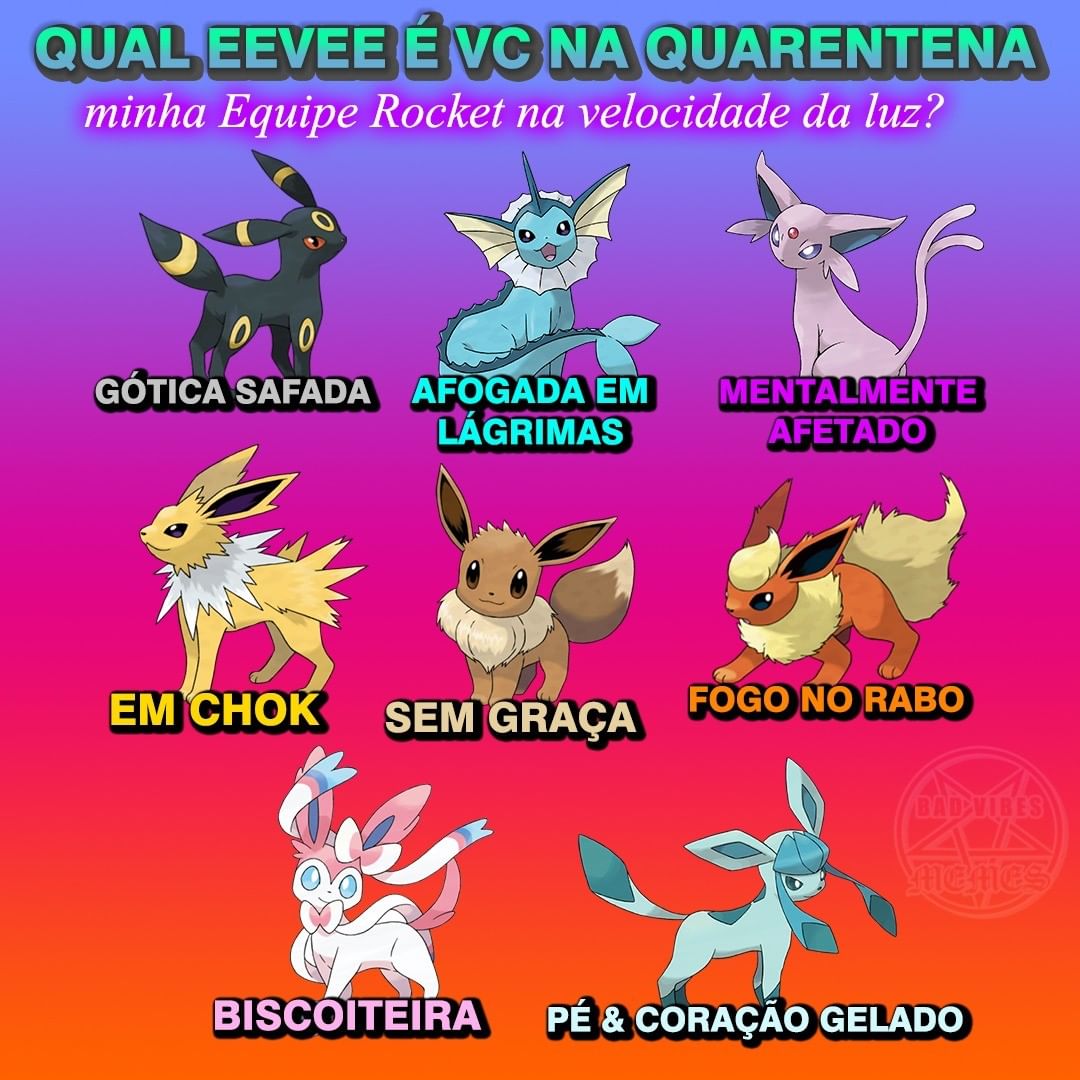 QUAL EEVEE É VC NA QUARENTENA
minha Equipe Rocket na velocidade da luz?
GÓTICA SAFADA
AFOGADA EM
LÁGRIMAS
MENTALMENTE
AFETADO
EM CHOK
SEM GRAÇA
FOGO NO RABO
BAD VIBES
MEMES
BISCOITEIRA
PÉ & CORAÇÃO GELADO